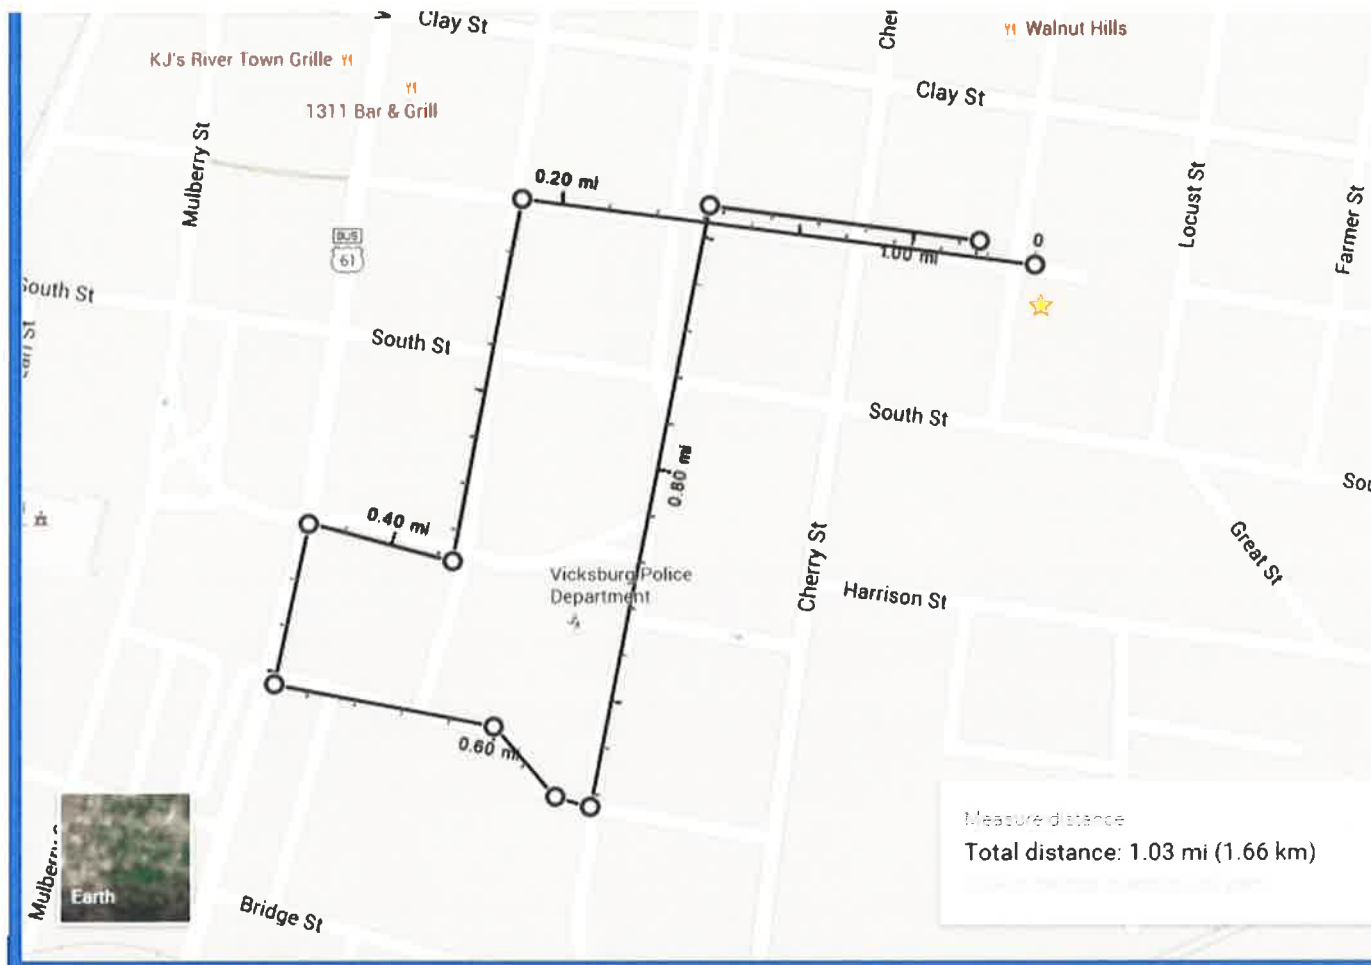 Clay St
Walnut Hills
KJ's River Town Grille
1311 Bar & Grill
Clay St
Mulberry St
0.20 mi
Locust St
Farmer St
BUS
61
0
1.00 mi
South St
South St
South St
0.80 mi
0.40 mi
Great St
Vicksburg Police
Department
Cherry St
Harrison St
0.60 mi
Measure distance
Total distance: 1.03 mi (1.66 km)
Earth
Bridge St